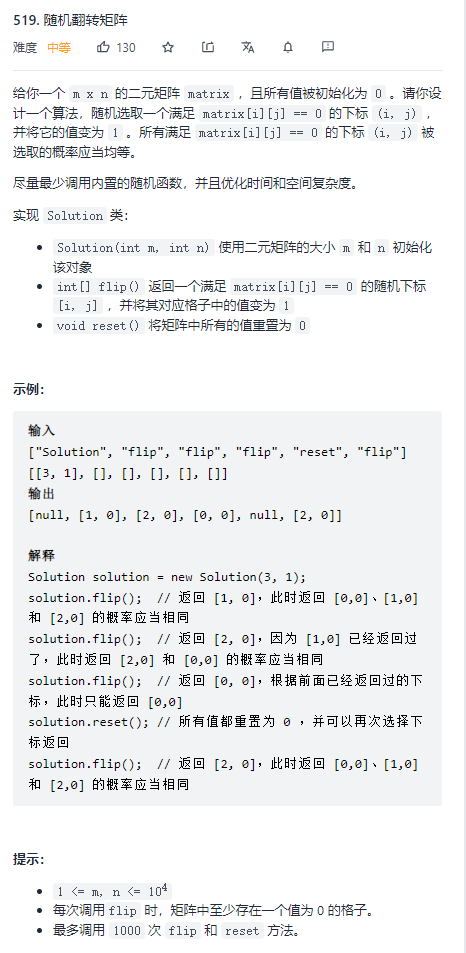 519. 随机翻转矩阵
难度 中等 130
给你一个 m x n 的二元矩阵 matrix ，且所有值被初始化为 0 。请你设
计一个算法，随机选取一个满足 matrix[i][j] == 0 的下标 (i, j) ，
并将它的值变为 1 。所有满足 matrix[i][j] == 0 的下标 (i, j) 被
选取的概率应当均等。
尽量最少调用内置的随机函数，并且优化时间和空间复杂度。
实现 Solution 类：
• Solution(int m, int n) 使用二元矩阵的大小 m 和 n 初始化
该对象
• int[] flip() 返回一个满足 matrix[i][j] == 0 的随机下标
[i, j] ，并将其对应格子中的值变为 1
• void reset() 将矩阵中所有的值重置为 0
示例：
输入
["Solution", "flip", "flip", "flip", "reset", "flip"]
[[3, 1], [], [], [], [], []]
输出
[null, [1, 0], [2, 0], [0, 0], null, [2, 0]]
解释
Solution solution = new Solution(3, 1);
solution.flip();  // 返回 [1, 0]，此时返回 [0,0]、[1,0]
和 [2,0] 的概率应当相同
solution.flip();  // 返回 [2, 0]，因为 [1,0] 已经返回过
了，此时返回 [2,0] 和 [0,0] 的概率应当相同
solution.flip();  // 返回 [0, 0]，根据前面已经返回过的下
标，此时只能返回 [0,0]
solution.reset(); // 所有值都重置为 0 ，并可以再次选择下
标返回
solution.flip();  // 返回 [2, 0]，此时返回 [0,0]、[1,0]
和 [2,0] 的概率应当相同
提示：
• 1 <= m, n <= 10⁴
• 每次调用 flip 时，矩阵中至少存在一个值为 0 的格子。
• 最多调用 1000 次 flip 和 reset 方法。